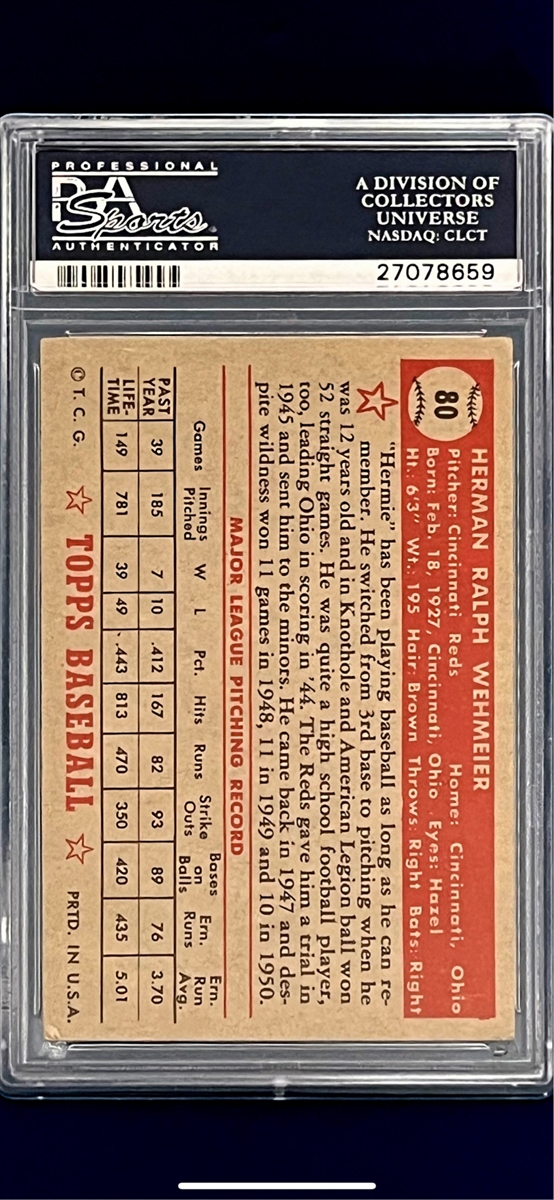 PROFESSIONAL
PSA
Sports
AUTHENTICATOR
A DIVISION OF
COLLECTORS
UNIVERSE
NASDAQ: CLCT
27078659
80
HERMAN RALPH WEHMEIER
Pitcher: Cincinnati Reds Home: Cincinnati, Ohio
Born: Feb. 18, 1927, Cincinnati, Ohio Eyes: Hazel
Ht.: 6'3" Wt.: 195 Hair: Brown Throws: Right Bats: Right
"Hermie" has been playing baseball as long as he can re-
member. He switched from 3rd base to pitching when he
was 12 years old and in Knothole and American Legion ball won
52 straight games. He was quite a high school football player,
too, leading Ohio in scoring in '44. The Reds gave him a trial in
1945 and sent him to the minors. He came back in 1947 and des-
pite wildness won 11 games in 1948, 11 in 1949 and 10 in 1950.
MAJOR LEAGUE PITCHING RECORD
Games Innings Pitched W L Pct. Hits Runs Strike Outs Bases on Balls Ern. Runs Ern. Run Avg.
PAST YEAR 39 185 7 10 .412 167 82 93 89 76 3.70
LIFE-TIME 149 781 39 49 .443 813 470 350 420 435 5.01
© T. C. G. TOPPS BASEBALL PRTD. IN U.S.A.